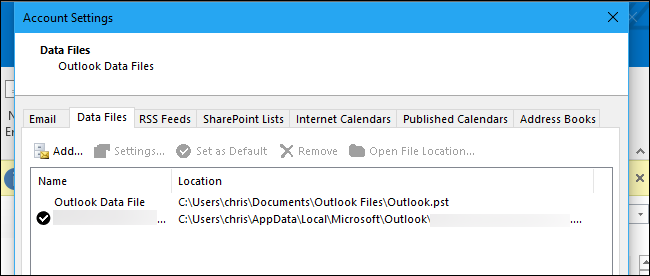 Account Settings
Data Files
Outlook Data Files
Email Data Files RSS Feeds SharePoint Lists Internet Calendars Published Calendars Address Books
Add... Settings... Set as Default Remove Open File Location...
Name Location
Outlook Data File C:\Users\chris\Documents\Outlook Files\Outlook.pst
... C:\Users\chris\AppData\Local\Microsoft\Outlook\ ....